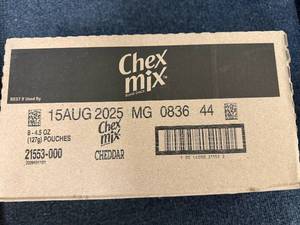 Chex
mix®
BEST If Used By
15AUG 2025 MG 0836 44
8-4.5 OZ
(127g) POUCHES
Chex
mix
21553-000
CHEDDAR